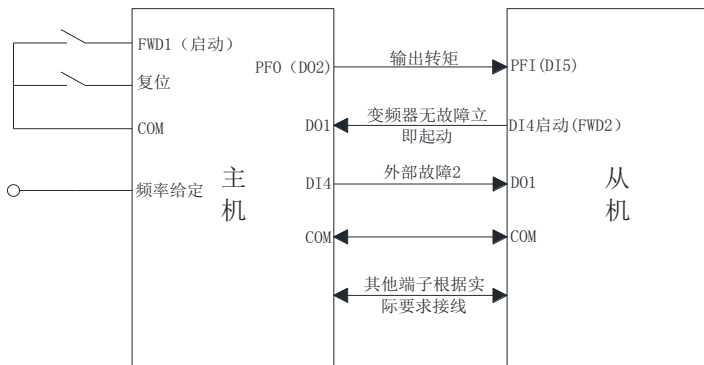 FWD1（启动）
复位
COM
频率给定
主
机
PFO（DO2）
DO1
DI4
COM
输出转矩
变频器无故障立
即起动
外部故障2
其他端子根据实
际要求接线
PFI(DI5)
DI4启动(FWD2）
DO1
COM
从
机